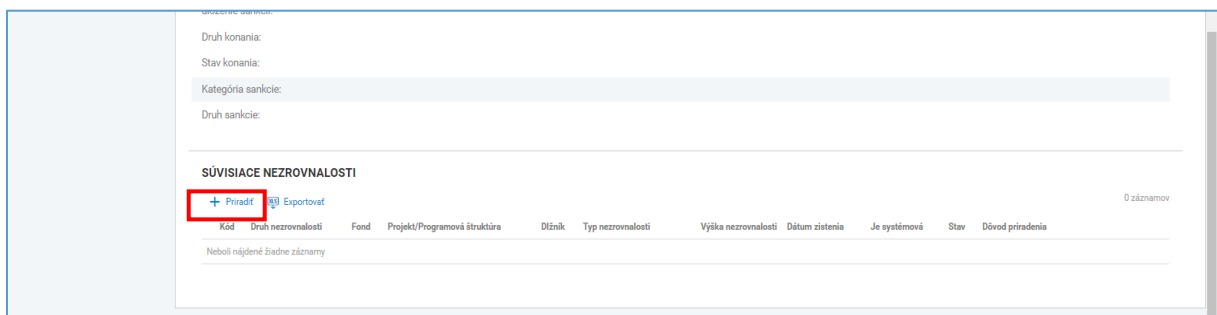 Druh konania:
Stav konania:
Kategória sankcie:
Druh sankcie:
SÚVISIACE NEZROVNALOSTI
+ Priradiť XLS Exportovať 0 záznamov
Kód Druh nezrovnalosti Fond Projekt/Programová štruktúra Dlžník Typ nezrovnalosti Výška nezrovnalosti Dátum zistenia Je systémová Stav Dôvod priradenia
Neboli nájdené žiadne záznamy